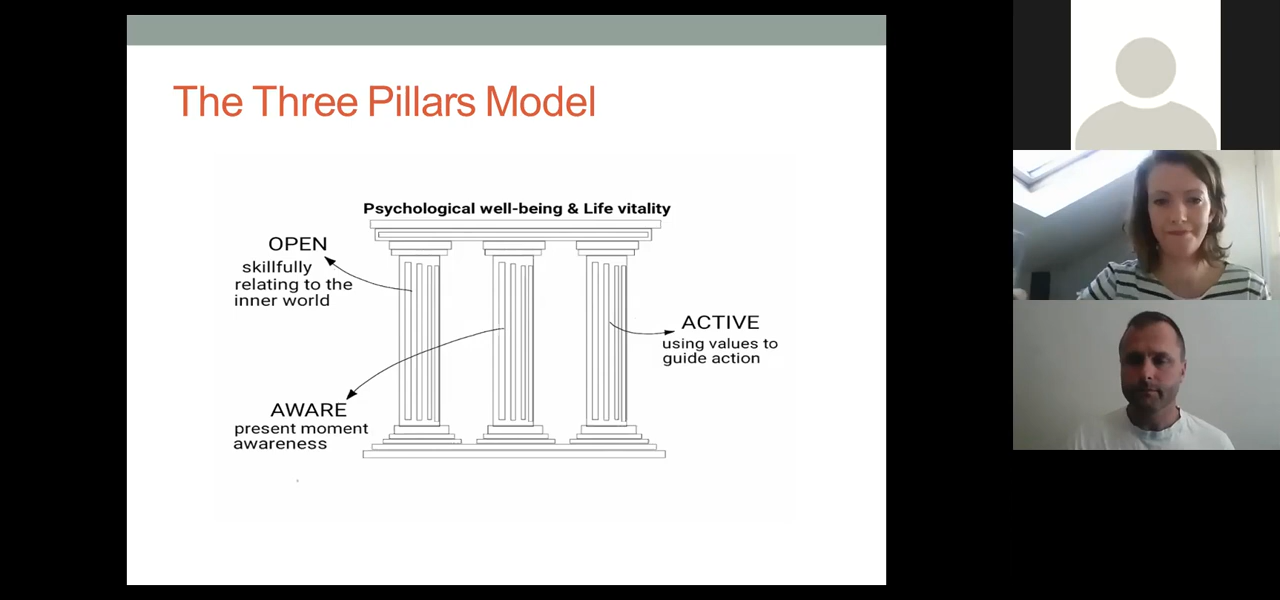 The Three Pillars Model
Psychological well-being & Life vitality
OPEN
skillfully
relating to the
inner world
ACTIVE
using values to
guide action
AWARE
present moment
awareness